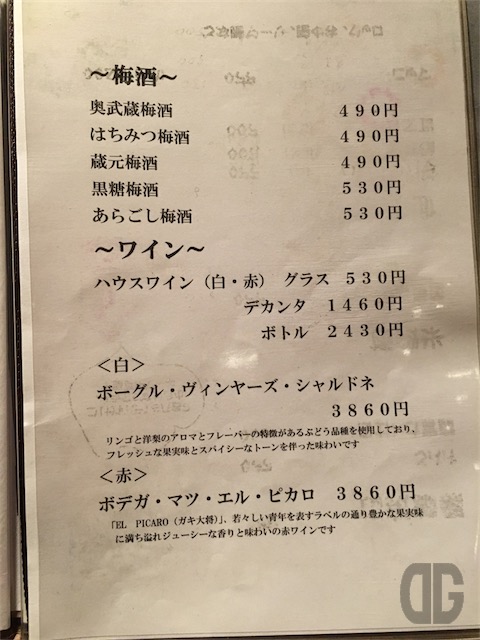 ～梅酒～
奥武蔵梅酒 ４９０円
はちみつ梅酒 ４９０円
蔵元梅酒 ４９０円
黒糖梅酒 ５３０円
あらごし梅酒 ５３０円
～ワイン～
ハウスワイン（白・赤） グラス ５３０円
デカンタ １４６０円
ボトル ２４３０円
＜白＞
ボーグル・ヴィンヤーズ・シャルドネ
３８６０円
リンゴと洋梨のアロマとフレーバーの特徴があるぶどう品種を使用しており、
フレッシュな果実味とスパイシーなトーンを伴った味わいです
＜赤＞
ボデガ・マツ・エル・ピカロ ３８６０円
「EL PICARO（ガキ大将）」、若々しい青年を表すラベルの通り豊かな果実味
に満ち溢れジューシーな香りと味わいの赤ワインです
DG